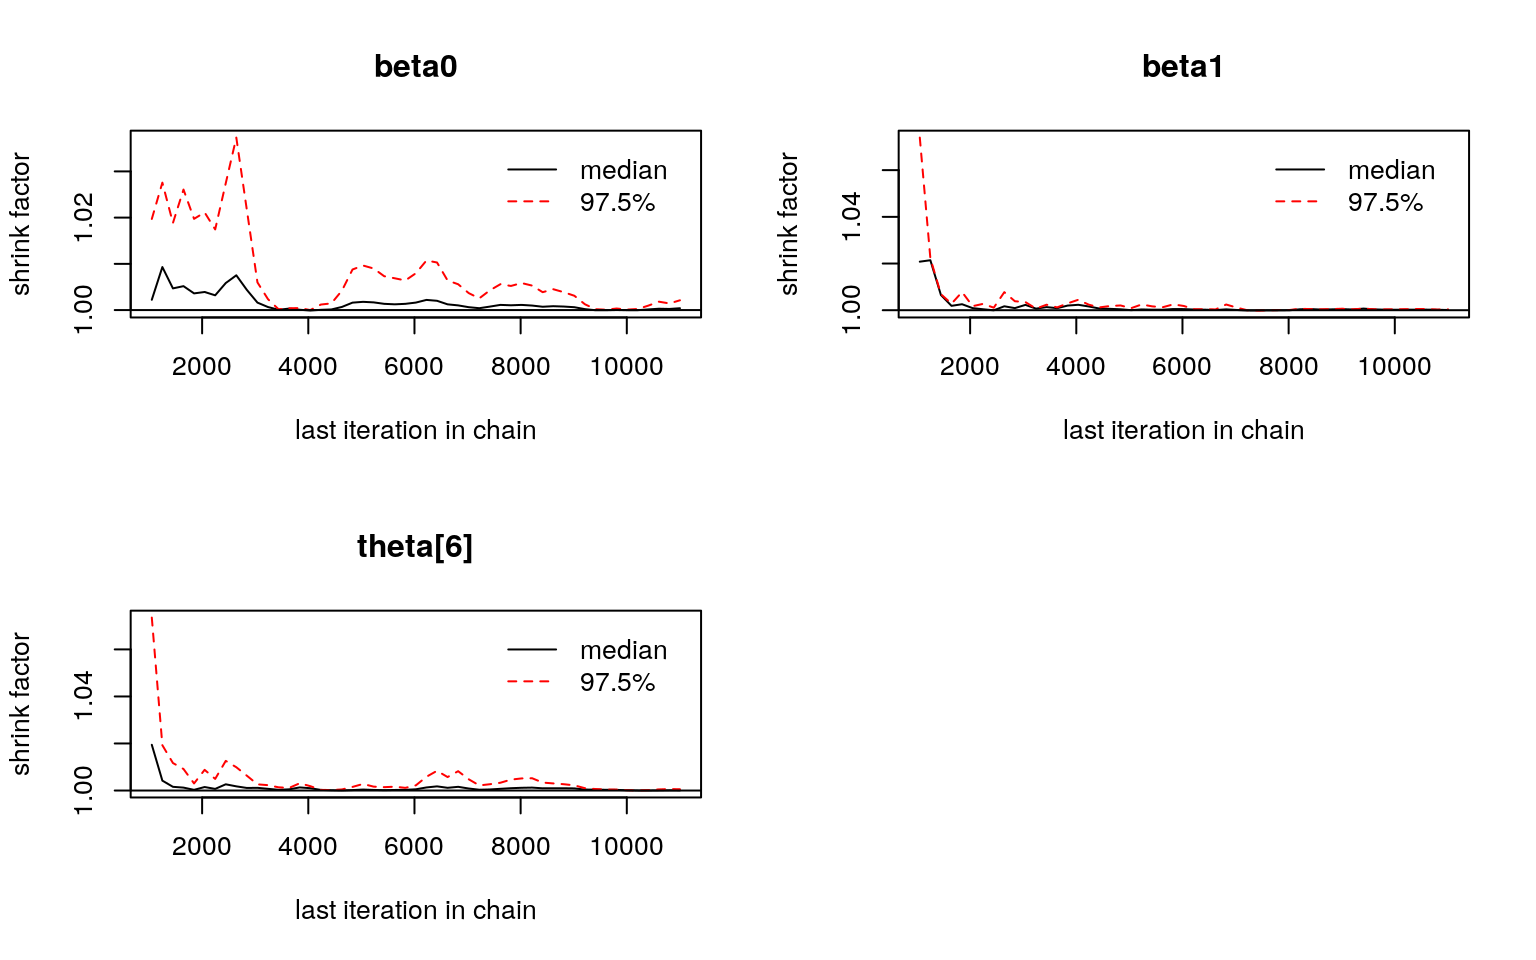 beta0
shrink factor
1.00
1.02
median
97.5%
2000 4000 6000 8000 10000
last iteration in chain
beta1
shrink factor
1.00
1.04
median
97.5%
2000 4000 6000 8000 10000
last iteration in chain
theta[6]
shrink factor
1.00
1.04
median
97.5%
2000 4000 6000 8000 10000
last iteration in chain